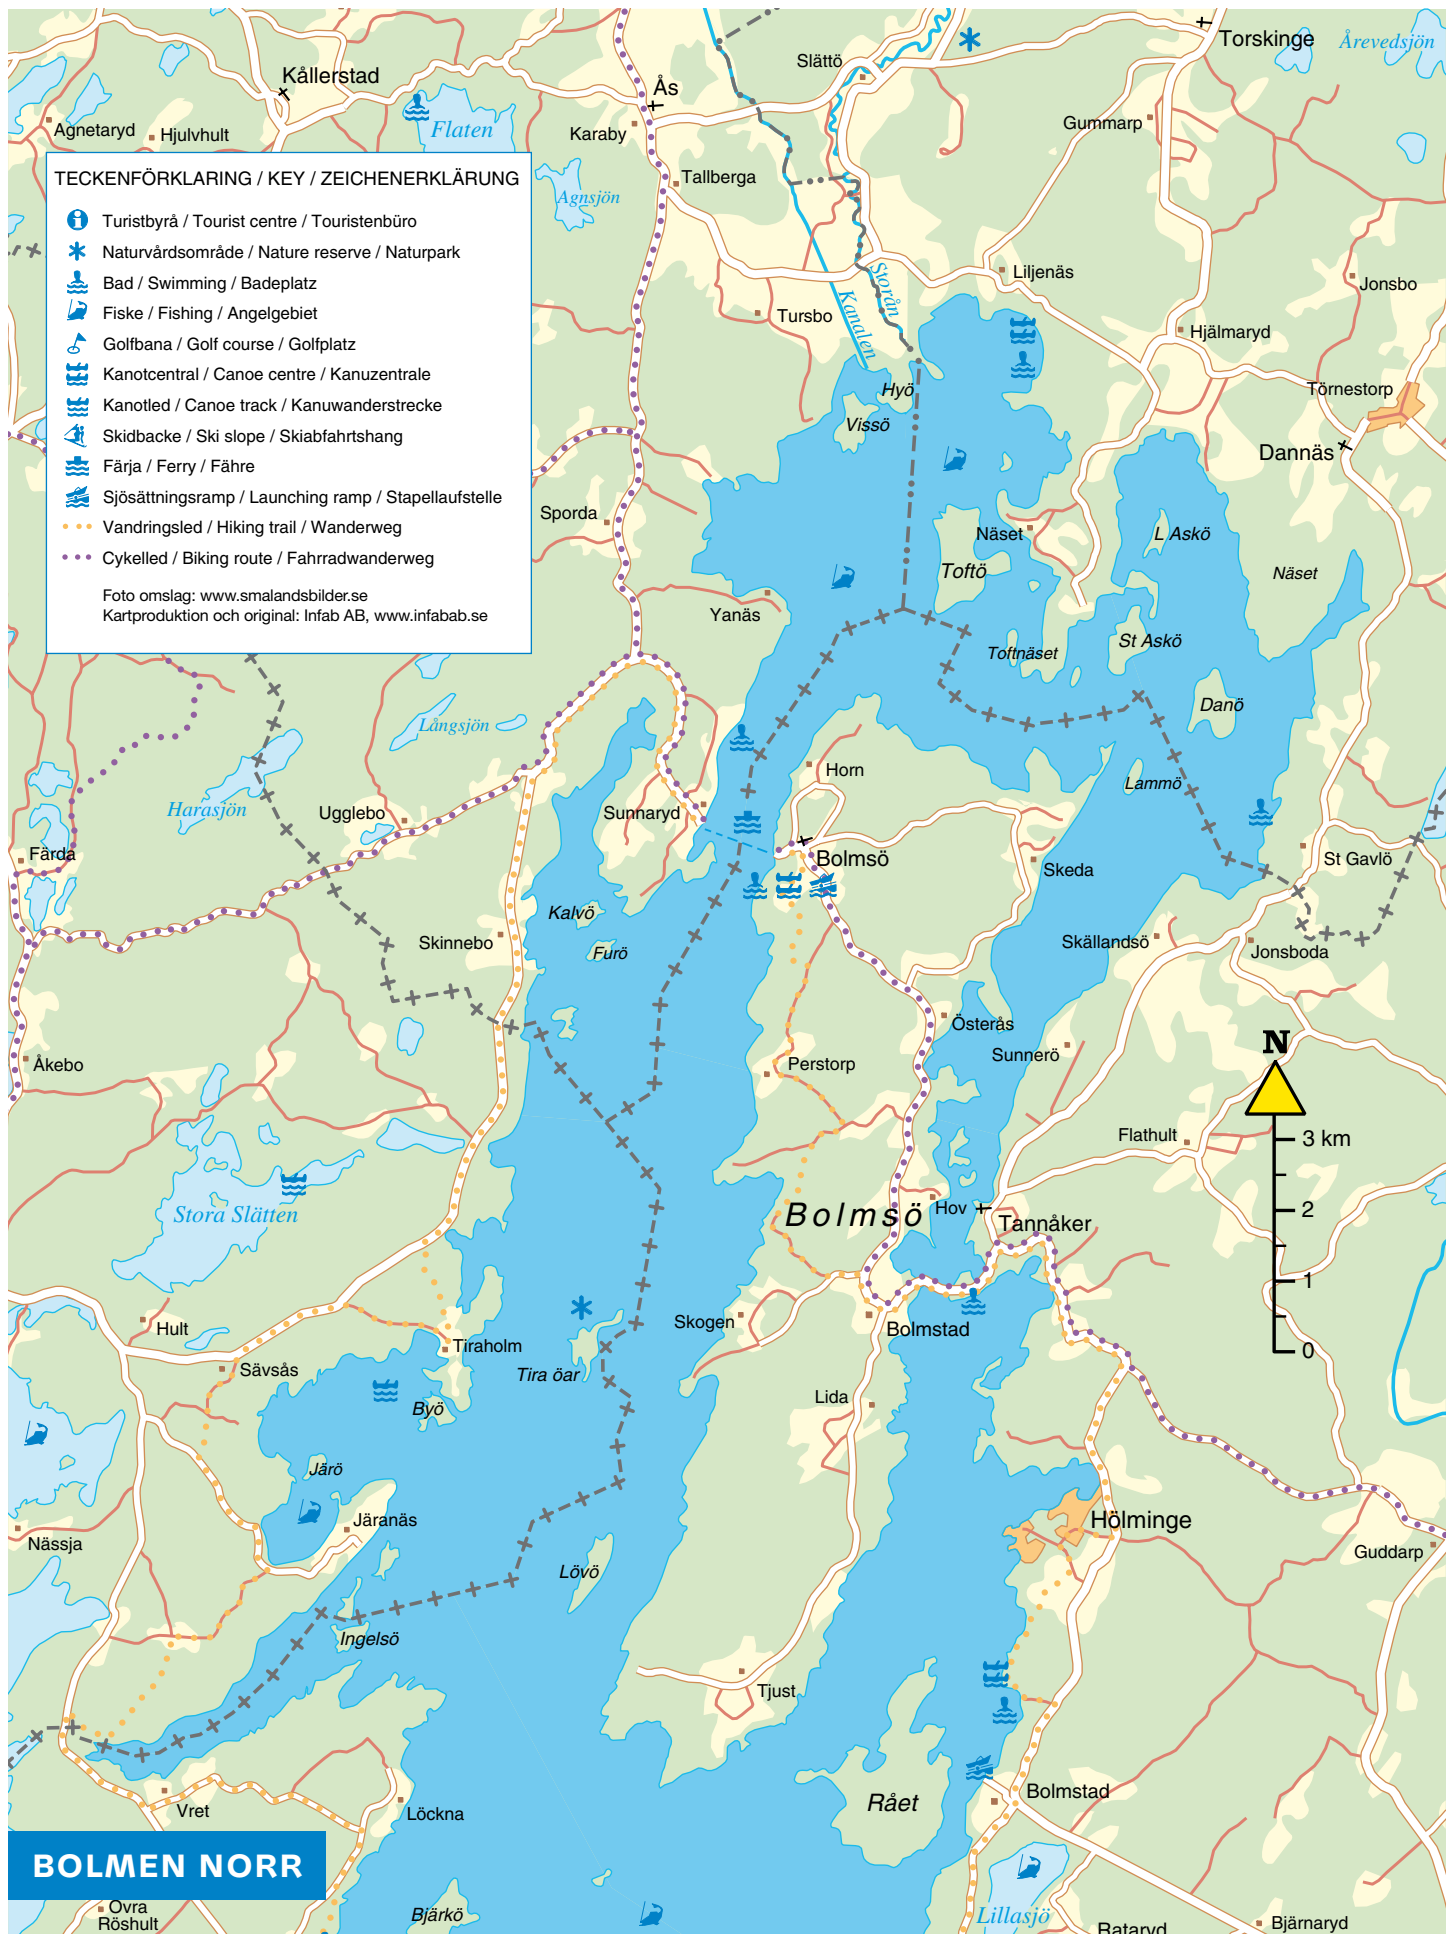 Torskinge
Årevedsjön
Slättö
Kållerstad
Ås
Gummarp
Agnetaryd
Hjulvhult
Flaten
Karaby
Tallberga
Agnsjön
TECKENFÖRKLARING / KEY / ZEICHENERKLÄRUNG
Turistbyrå / Tourist centre / Touristenbüro
Naturvårdsområde / Nature reserve / Naturpark
Bad / Swimming / Badeplatz
Fiske / Fishing / Angelgebiet
Golfbana / Golf course / Golfplatz
Kanotcentral / Canoe centre / Kanuzentrale
Kanotled / Canoe track / Kanuwanderstrecke
Skidbacke / Ski slope / Skiabfahrtshang
Färja / Ferry / Fähre
Sjösättningsramp / Launching ramp / Stapellaufstelle
Vandringsled / Hiking trail / Wanderweg
Cykelled / Biking route / Fahrradwanderweg
Foto omslag: www.smalandsbilder.se
Kartproduktion och original: Infab AB, www.infabab.se
Liljenäs
Jonsbo
Storån
Kanalen
Tursbo
Hjälmaryd
Hyö
Törnestorp
Vissö
Dannäs
Sporda
Näset
L Askö
Toftö
Näset
Yanäs
Toftnäset
St Askö
Danö
Långsjön
Horn
Lammö
Harasjön
Ugglebo
Sunnaryd
Färda
Bolmsö
St Gavlö
Skeda
Kalvö
Skinnebo
Furö
Skällandsö
Jonsboda
Österås
Sunnerö
N
Åkebo
Perstorp
Flathult
3 km
2
1
0
Stora Slätten
Bolmsö
Hov
Tannåker
Hult
Skogen
Bolmstad
Tiraholm
Sävsås
Tira öar
Byö
Lida
Järö
Järanäs
Hölminge
Nässja
Guddarp
Lövö
Ingelsö
Tjust
Bolmstad
Rået
Vret
Löckna
BOLMEN NORR
Ovra
Röshult
Bjärkö
Lillasjö
Rataryd
Bjärnaryd